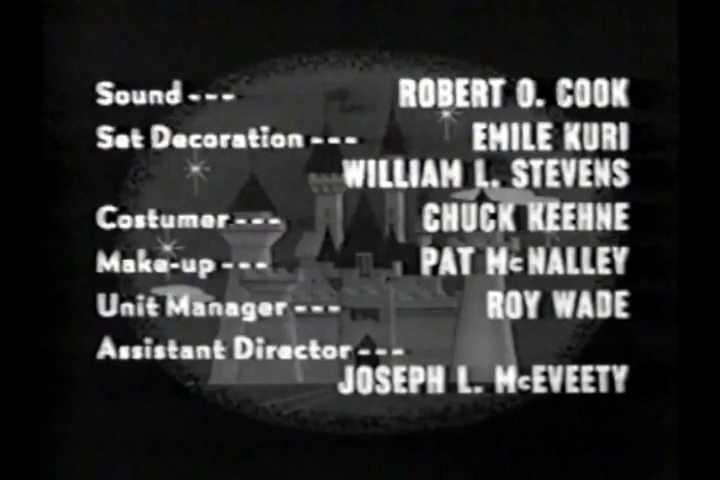 Sound --- ROBERT O. COOK
Set Decoration --- EMILE KURI
WILLIAM L. STEVENS
Costumer --- CHUCK KEEHNE
Make-up --- PAT McNALLEY
Unit Manager --- ROY WADE
Assistant Director ---
JOSEPH L. McEVEETY